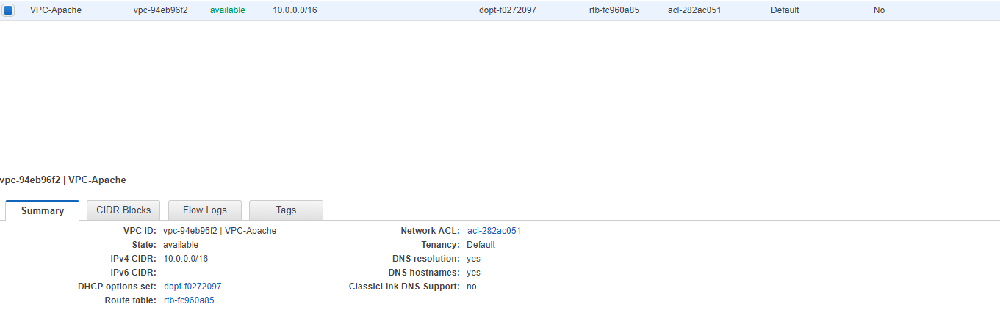 VPC-Apache vpc-94eb96f2 available 10.0.0.0/16 dopt-f0272097 rtb-fc960a85 acl-282ac051 Default No
vpc-94eb96f2 | VPC-Apache
Summary CIDR Blocks Flow Logs Tags
VPC ID: vpc-94eb96f2 | VPC-Apache Network ACL: acl-282ac051
State: available Tenancy: Default
IPv4 CIDR: 10.0.0.0/16 DNS resolution: yes
IPv6 CIDR: DNS hostnames: yes
DHCP options set: dopt-f0272097 ClassicLink DNS Support: no
Route table: rtb-fc960a85